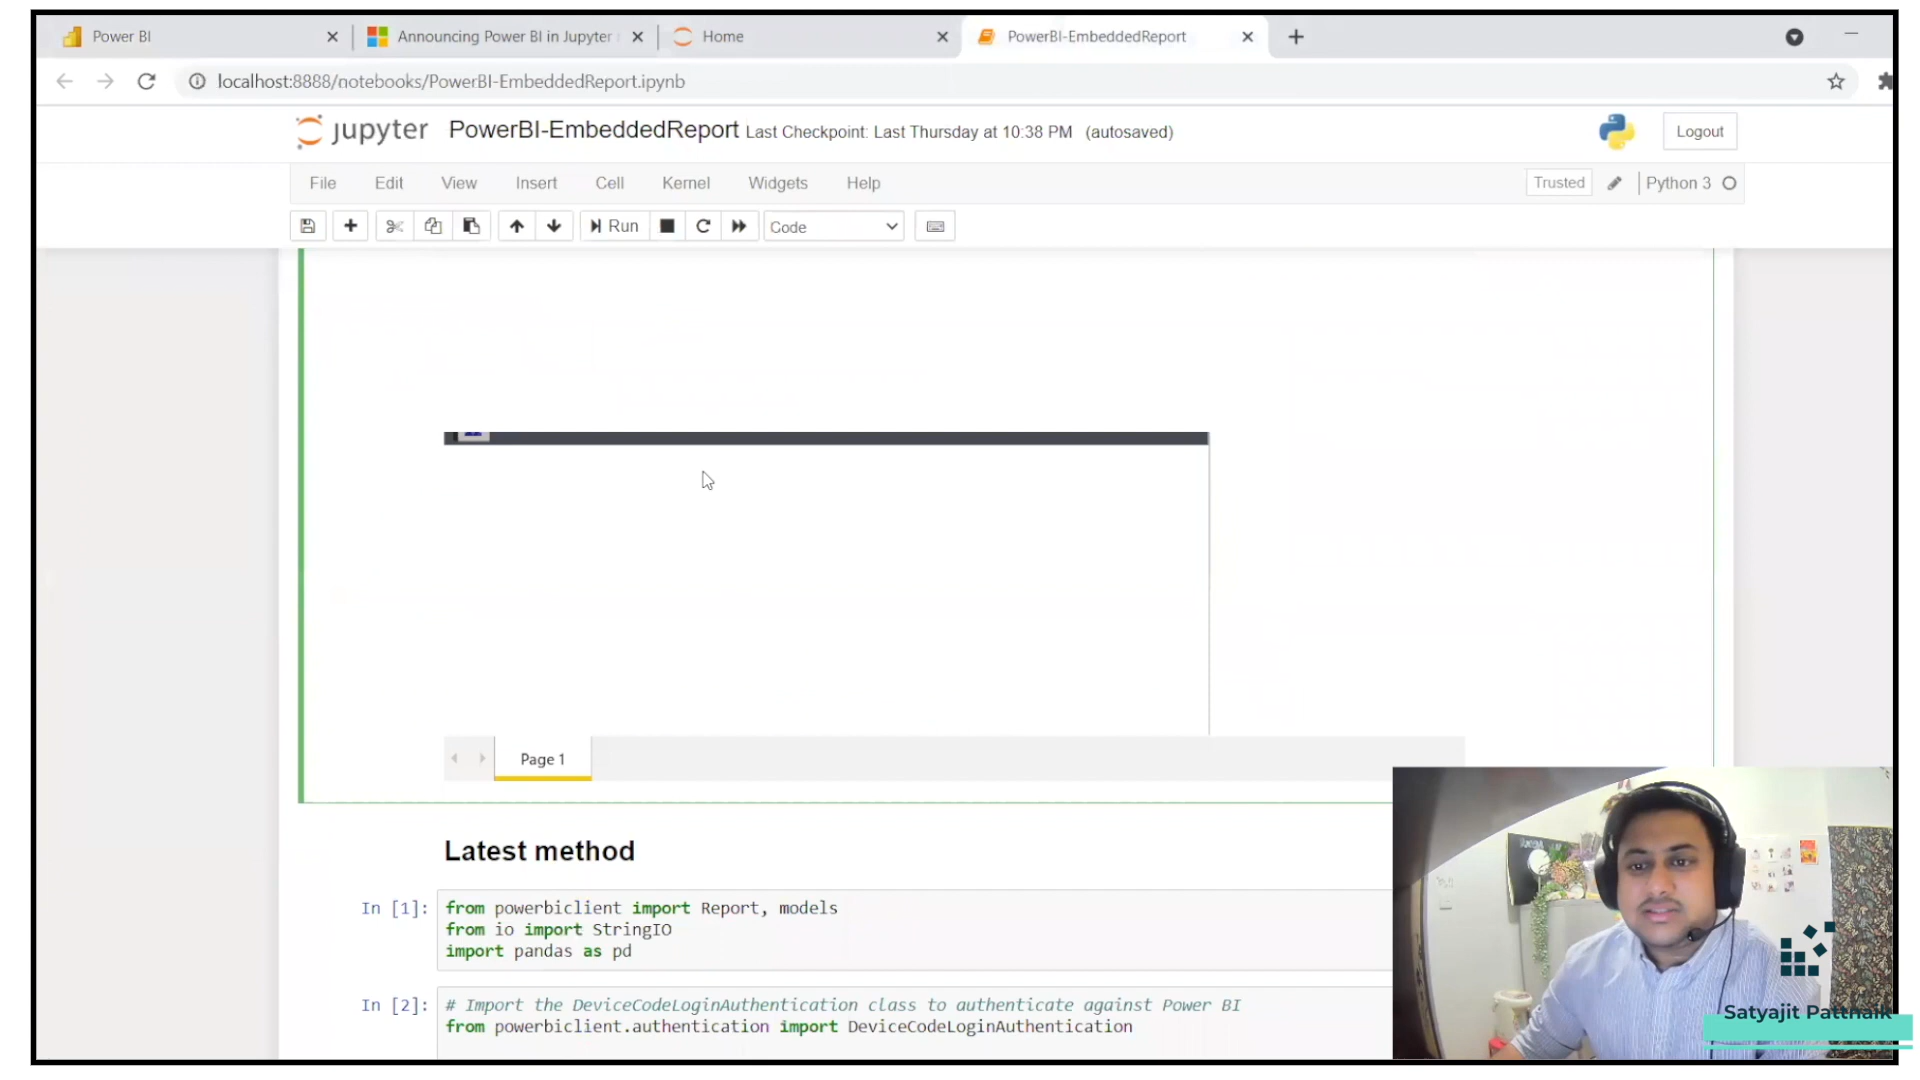 Power BI
Announcing Power BI in Jupyter
Home
PowerBI-EmbeddedReport
localhost:8888/notebooks/PowerBI-EmbeddedReport.ipynb
jupyter PowerBI-EmbeddedReport Last Checkpoint: Last Thursday at 10:38 PM (autosaved)
Logout
File Edit View Insert Cell Kernel Widgets Help
Trusted Python 3
Run Code
Page 1
Latest method
In [1]: from powerbiclient import Report, models
from io import StringIO
import pandas as pd
In [2]: # Import the DeviceCodeLoginAuthentication class to authenticate against Power BI
from powerbiclient.authentication import DeviceCodeLoginAuthentication
Satyajit Pattnaik